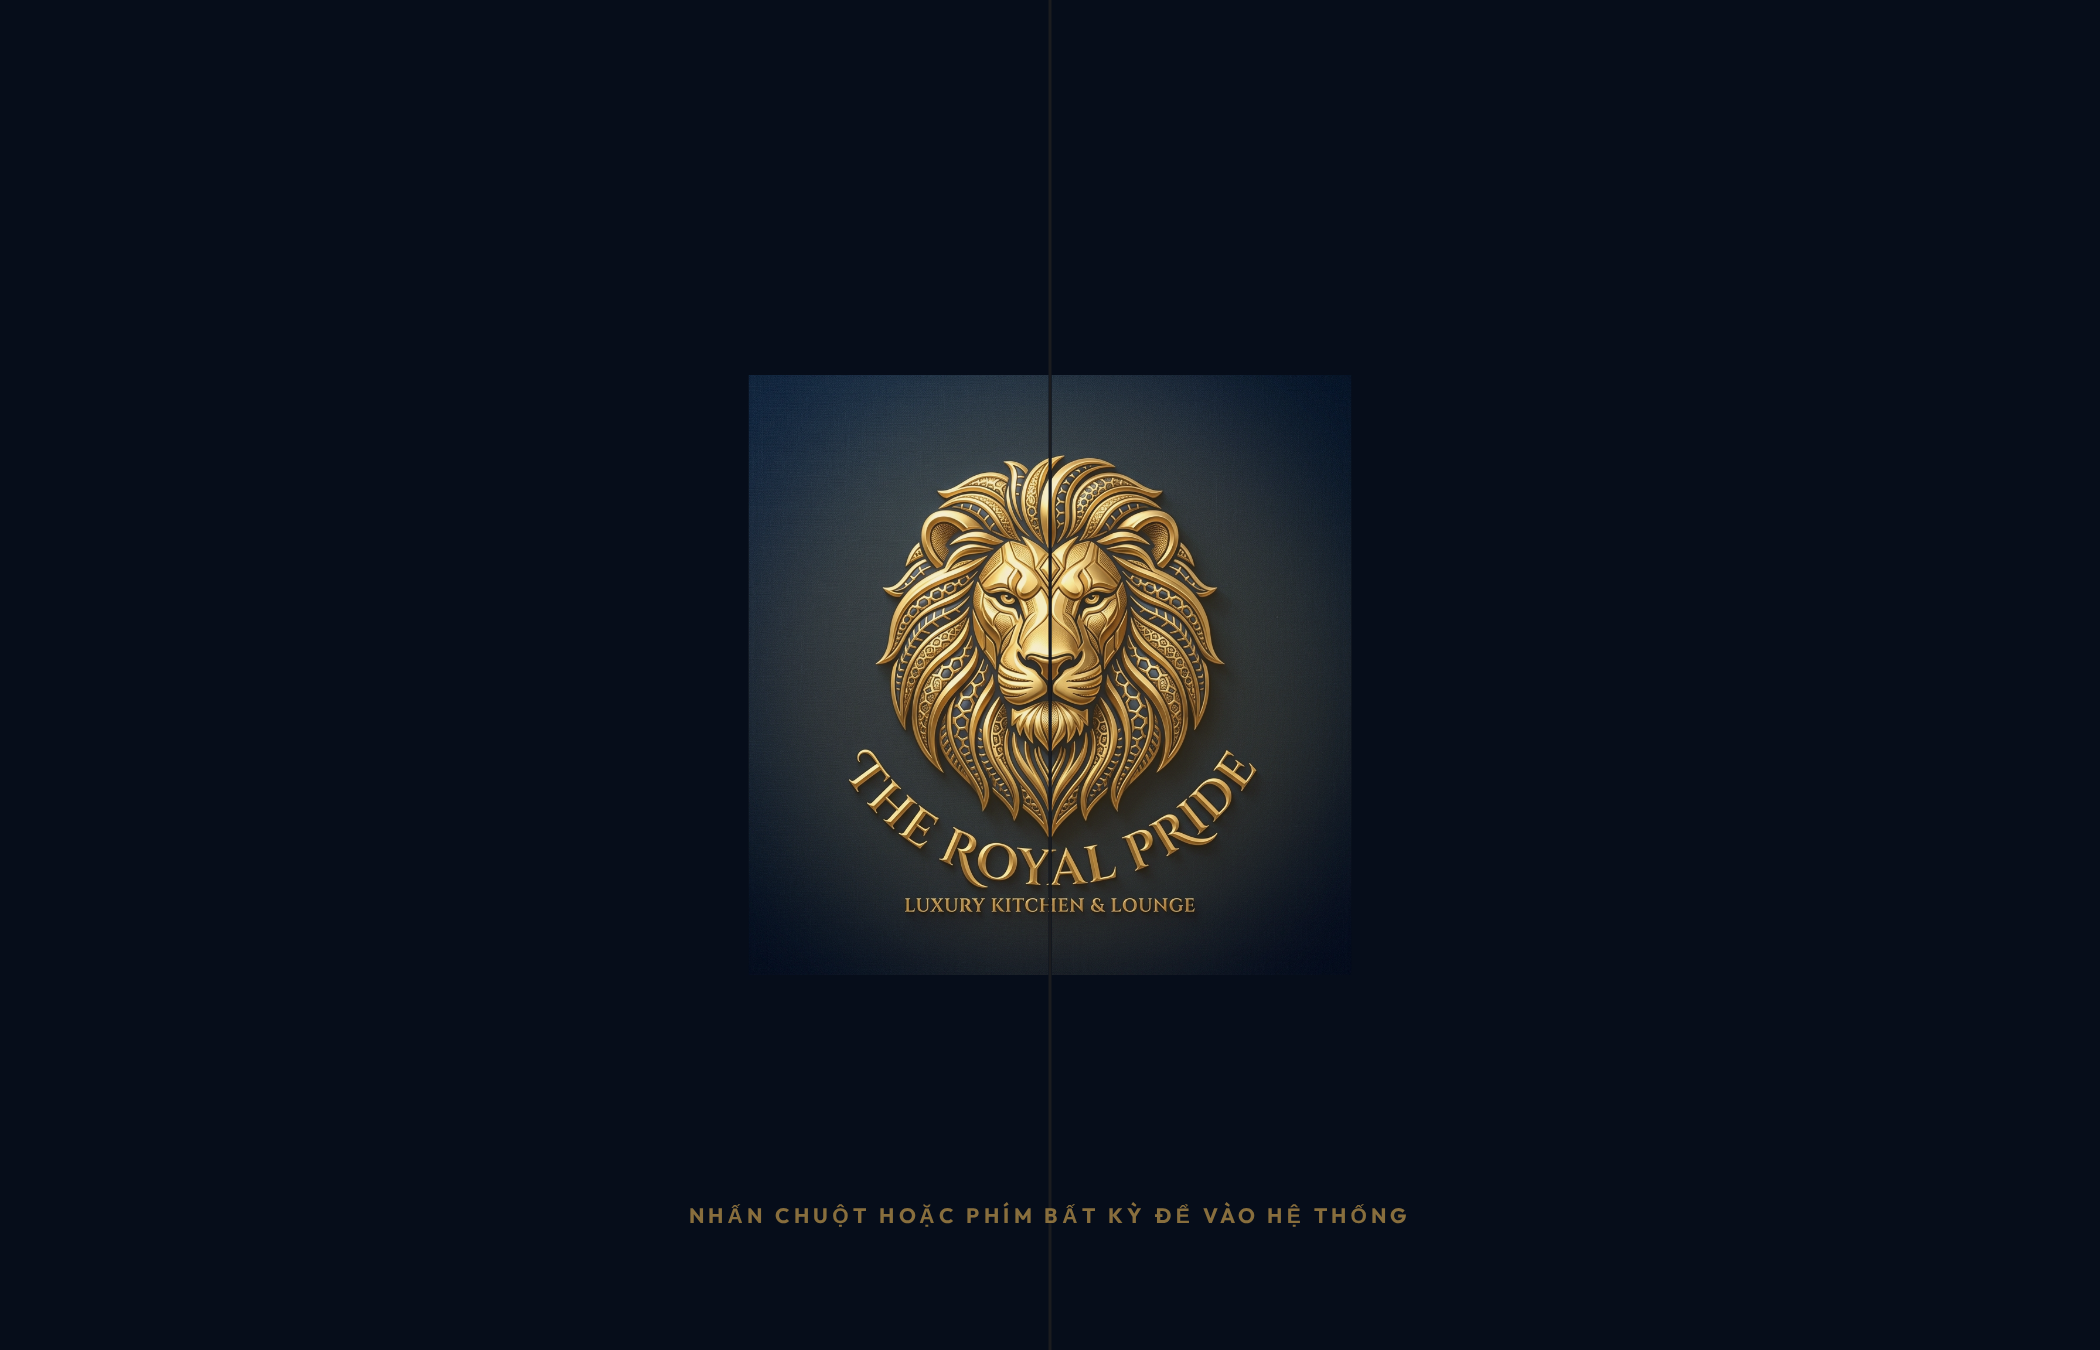 THE ROYAL PRIDE
LUXURY KITCHEN & LOUNGE
NHẤN CHUỘT HOẶC PHÍM BẤT KỲ ĐỂ VÀO HỆ THỐNG